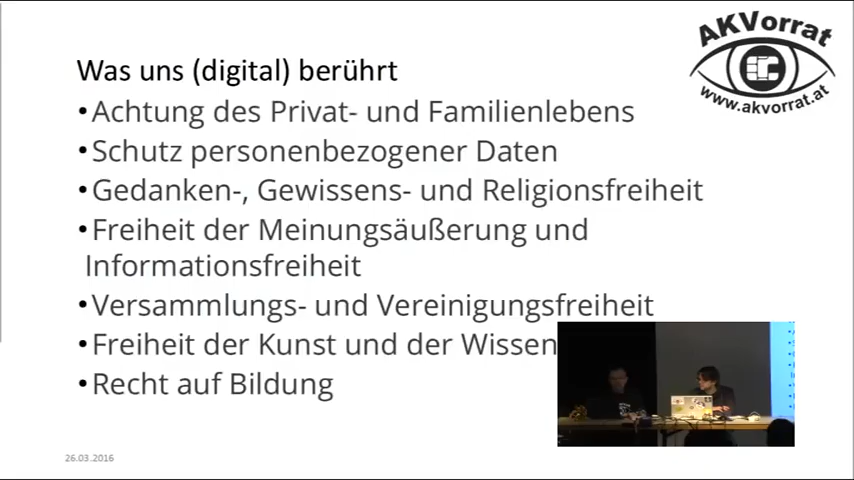 AKVorrat
www.akvorrat.at
Was uns (digital) berührt
•Achtung des Privat- und Familienlebens
•Schutz personenbezogener Daten
•Gedanken-, Gewissens- und Religionsfreiheit
•Freiheit der Meinungsäußerung und
Informationsfreiheit
•Versammlungs- und Vereinigungsfreiheit
•Freiheit der Kunst und der Wissen
•Recht auf Bildung
26.03.2016